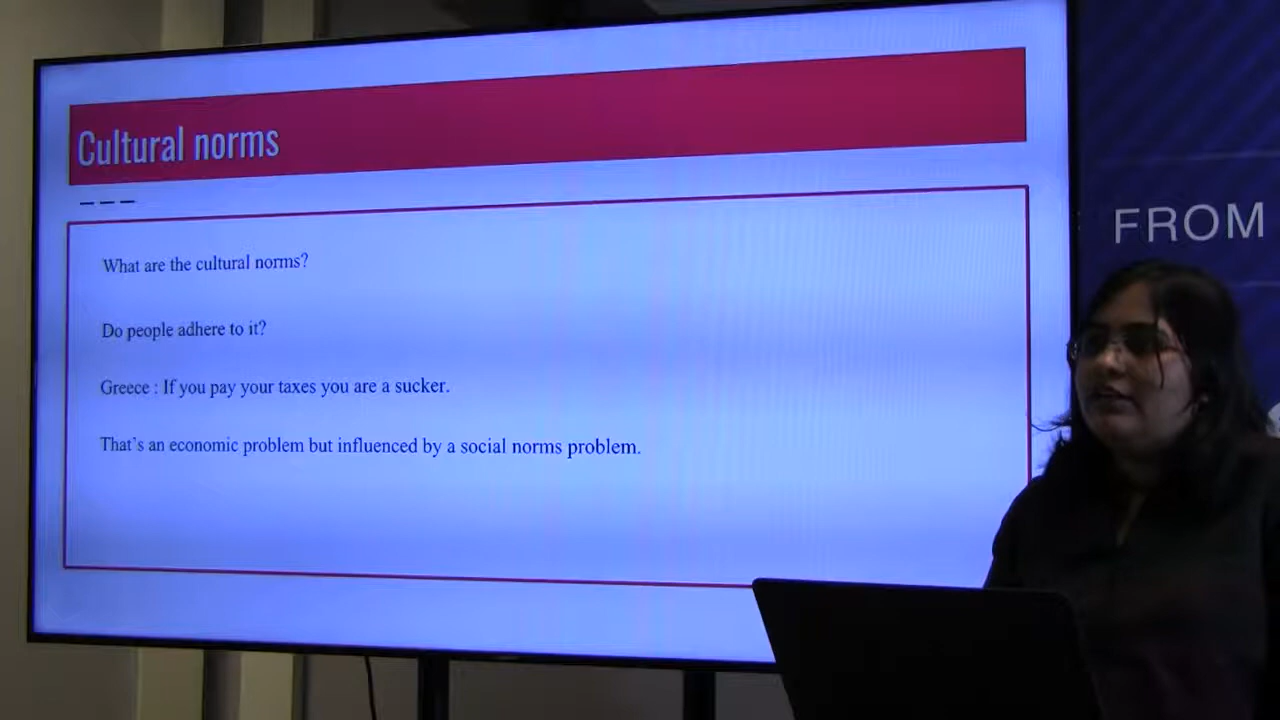 Cultural norms
What are the cultural norms?
Do people adhere to it?
Greece : If you pay your taxes you are a sucker.
That's an economic problem but influenced by a social norms problem.
FROM